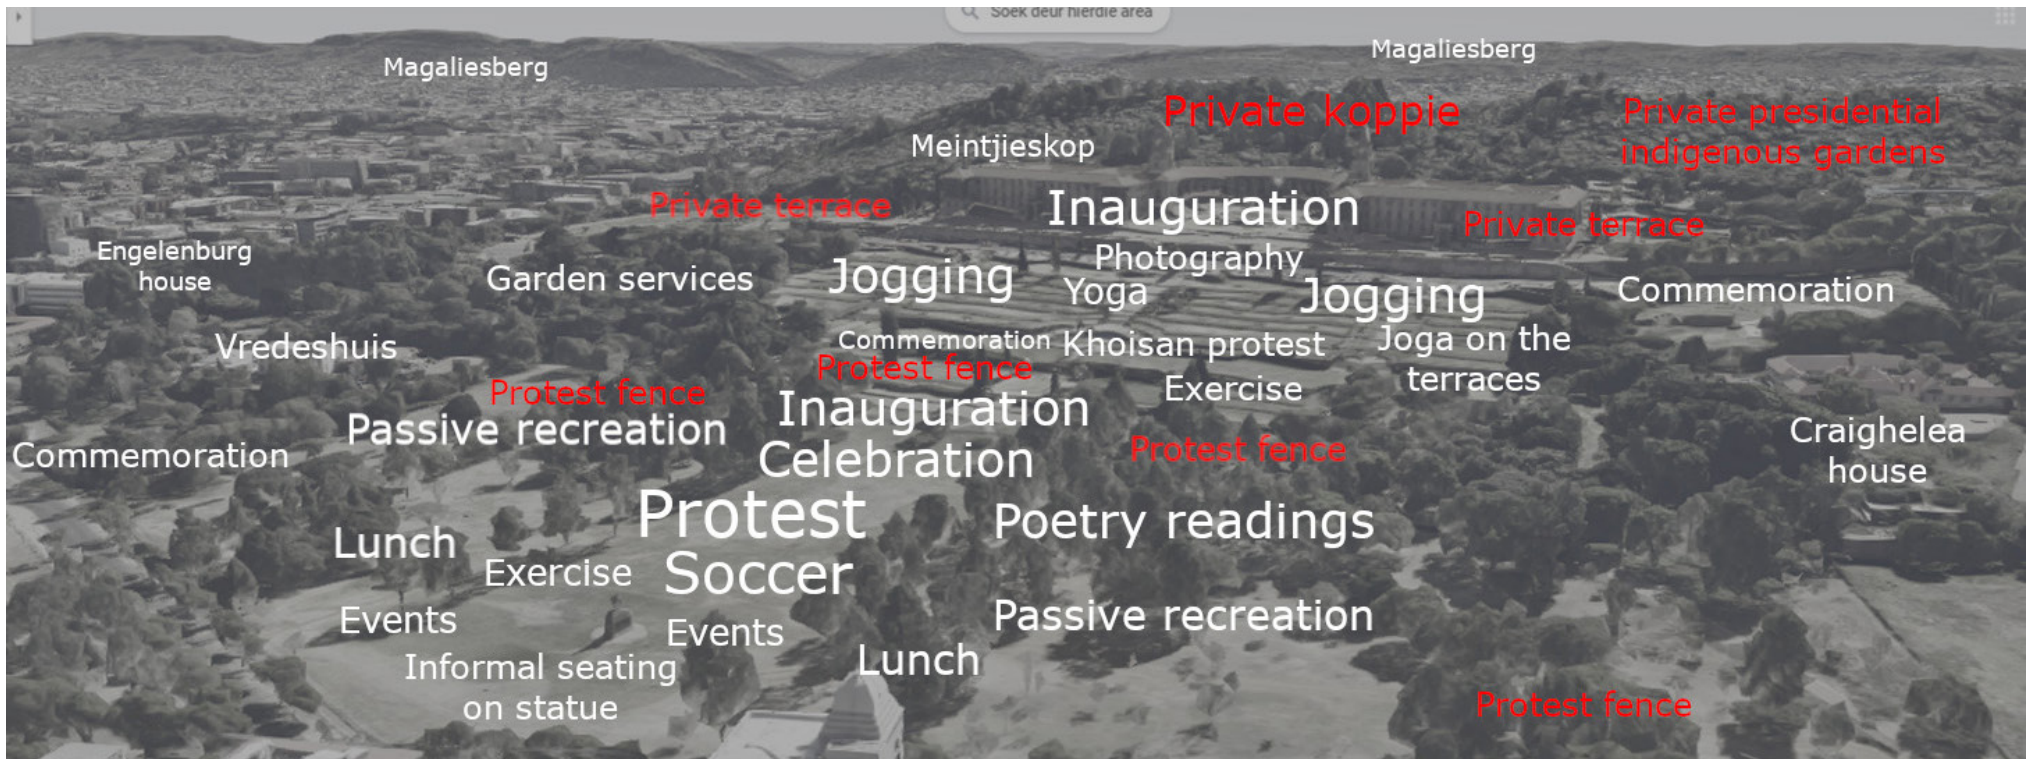 Soek deur hierdie area
Magaliesberg
Magaliesberg
Private koppie
Private presidential
indigenous gardens
Meintjieskop
Private terrace
Inauguration
Private terrace
Engelenburg
house
Photography
Garden services
Jogging
Yoga
Jogging
Commemoration
Vredeshuis
Commemoration
Khoisan protest
Joga on the
terraces
Protest fence
Protest fence
Exercise
Inauguration
Passive recreation
Commemoration
Celebration
Protest fence
Craighelea
house
Protest
Poetry readings
Lunch
Exercise
Soccer
Events
Events
Passive recreation
Informal seating
on statue
Lunch
Protest fence